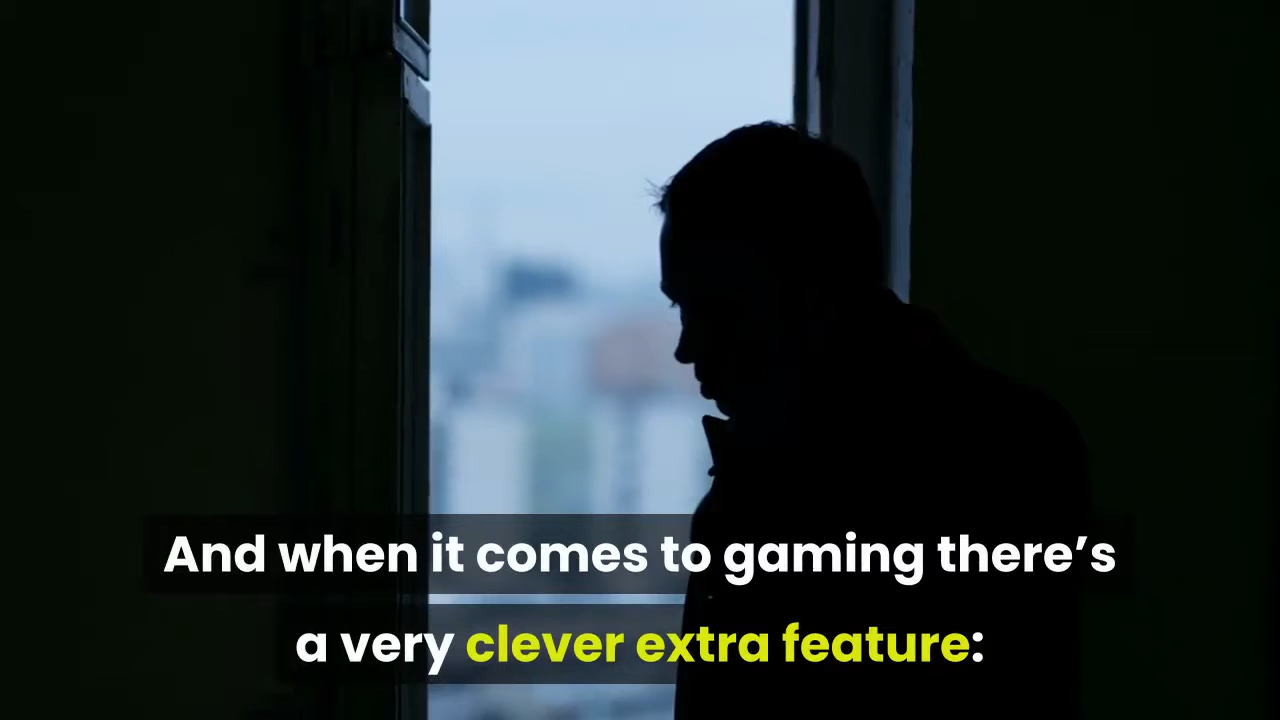 And when it comes to gaming there’s
a very clever extra feature: